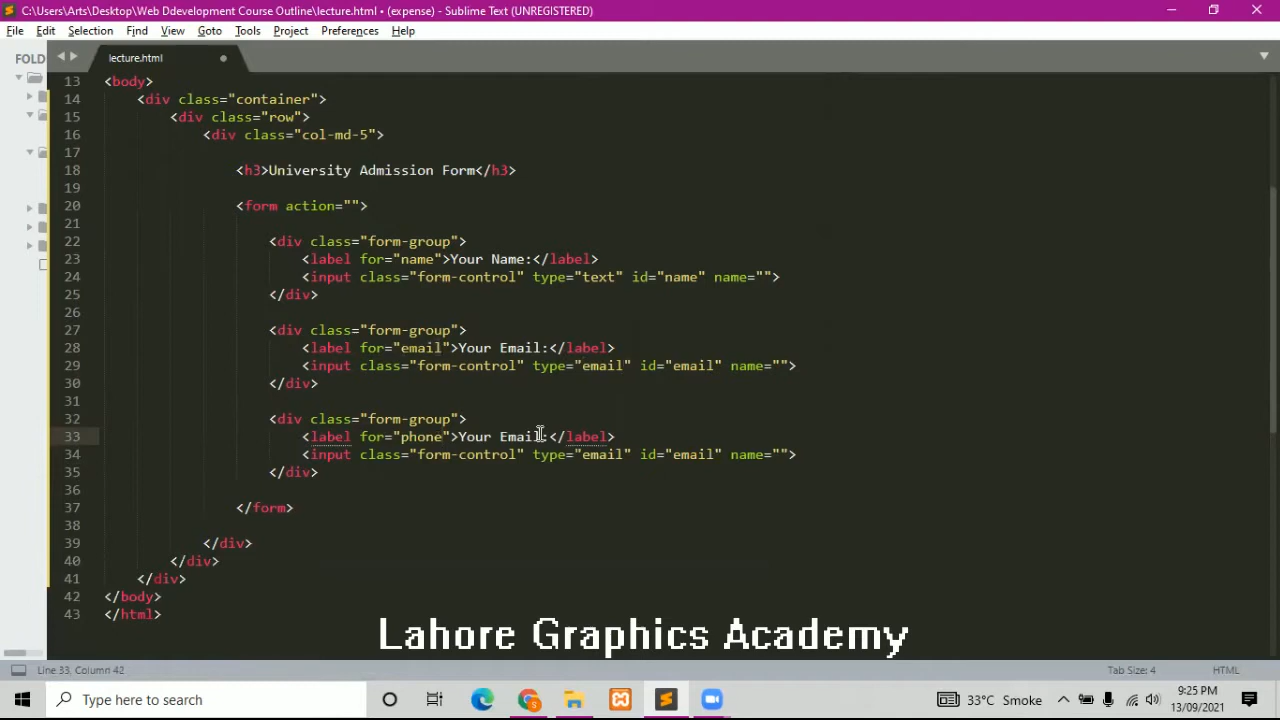 C:\Users\Arts\Desktop\Web Ddevelopment Course Outline\lecture.html • (expense) - Sublime Text (UNREGISTERED)
File Edit Selection Find View Goto Tools Project Preferences Help
FOLD
lecture.html
13 <body>
14 <div class="container">
15 <div class="row">
16 <div class="col-md-5">
17
18 <h3>University Admission Form</h3>
19
20 <form action="">
21
22 <div class="form-group">
23 <label for="name">Your Name:</label>
24 <input class="form-control" type="text" id="name" name="">
25 </div>
26
27 <div class="form-group">
28 <label for="email">Your Email:</label>
29 <input class="form-control" type="email" id="email" name="">
30 </div>
31
32 <div class="form-group">
33 <label for="phone">Your Email:</label>
34 <input class="form-control" type="email" id="email" name="">
35 </div>
36
37 </form>
38
39 </div>
40 </div>
41 </div>
42 </body>
43 </html>
Lahore Graphics Academy
Line 33, Column 42
Tab Size: 4
HTML
Type here to search
33°C Smoke
9:25 PM
13/09/2021